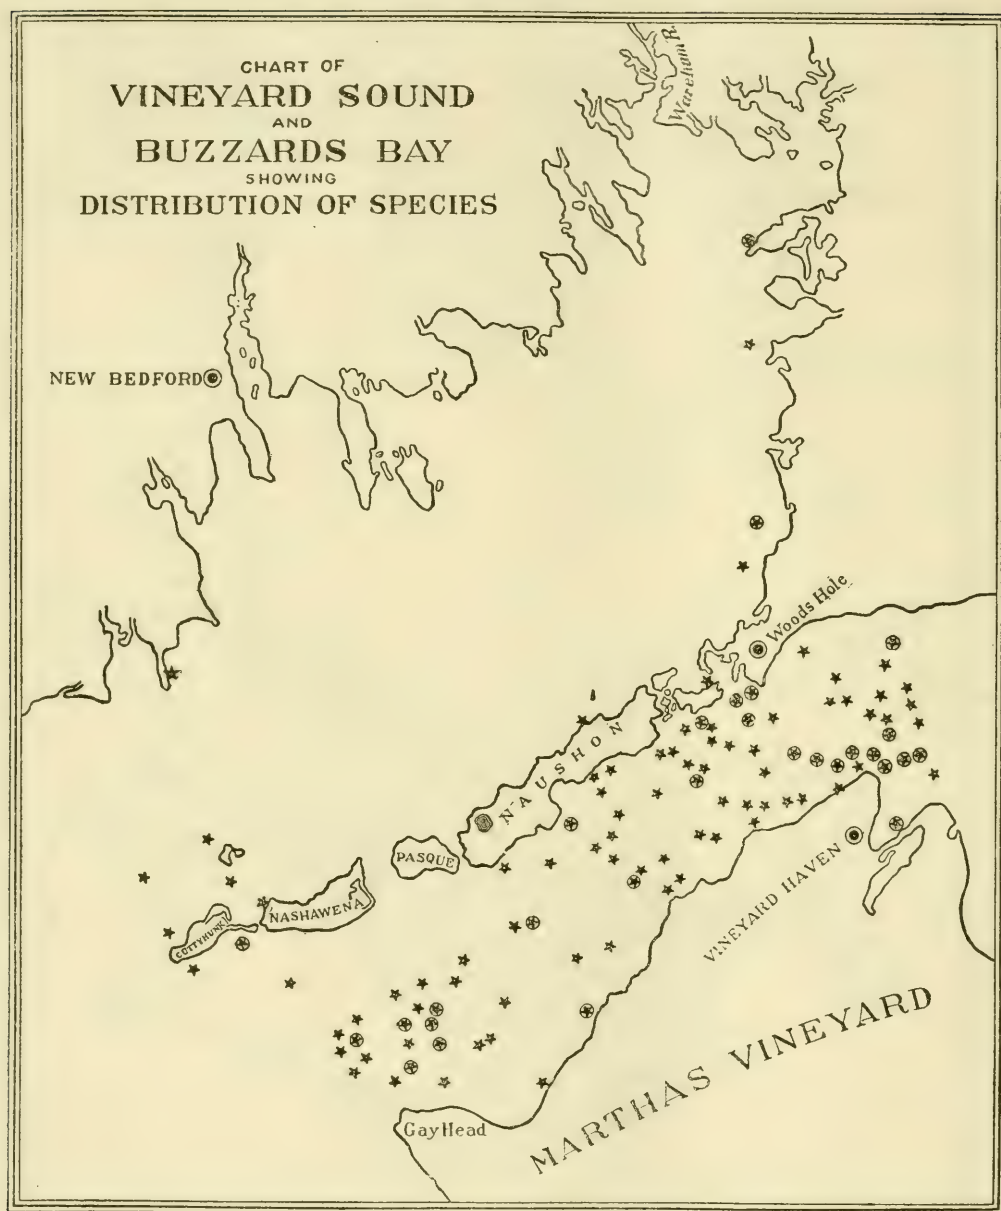 CHART OF
VINEYARD SOUND
AND
BUZZARDS BAY
SHOWING
DISTRIBUTION OF SPECIES
Wareham R.
NEW BEDFORD
Woods Hole
NAUSHON
PASQUE
NASHAWENA
CUTTYHUNK
VINEYARD HAVEN
MARTHAS VINEYARD
Gay Head